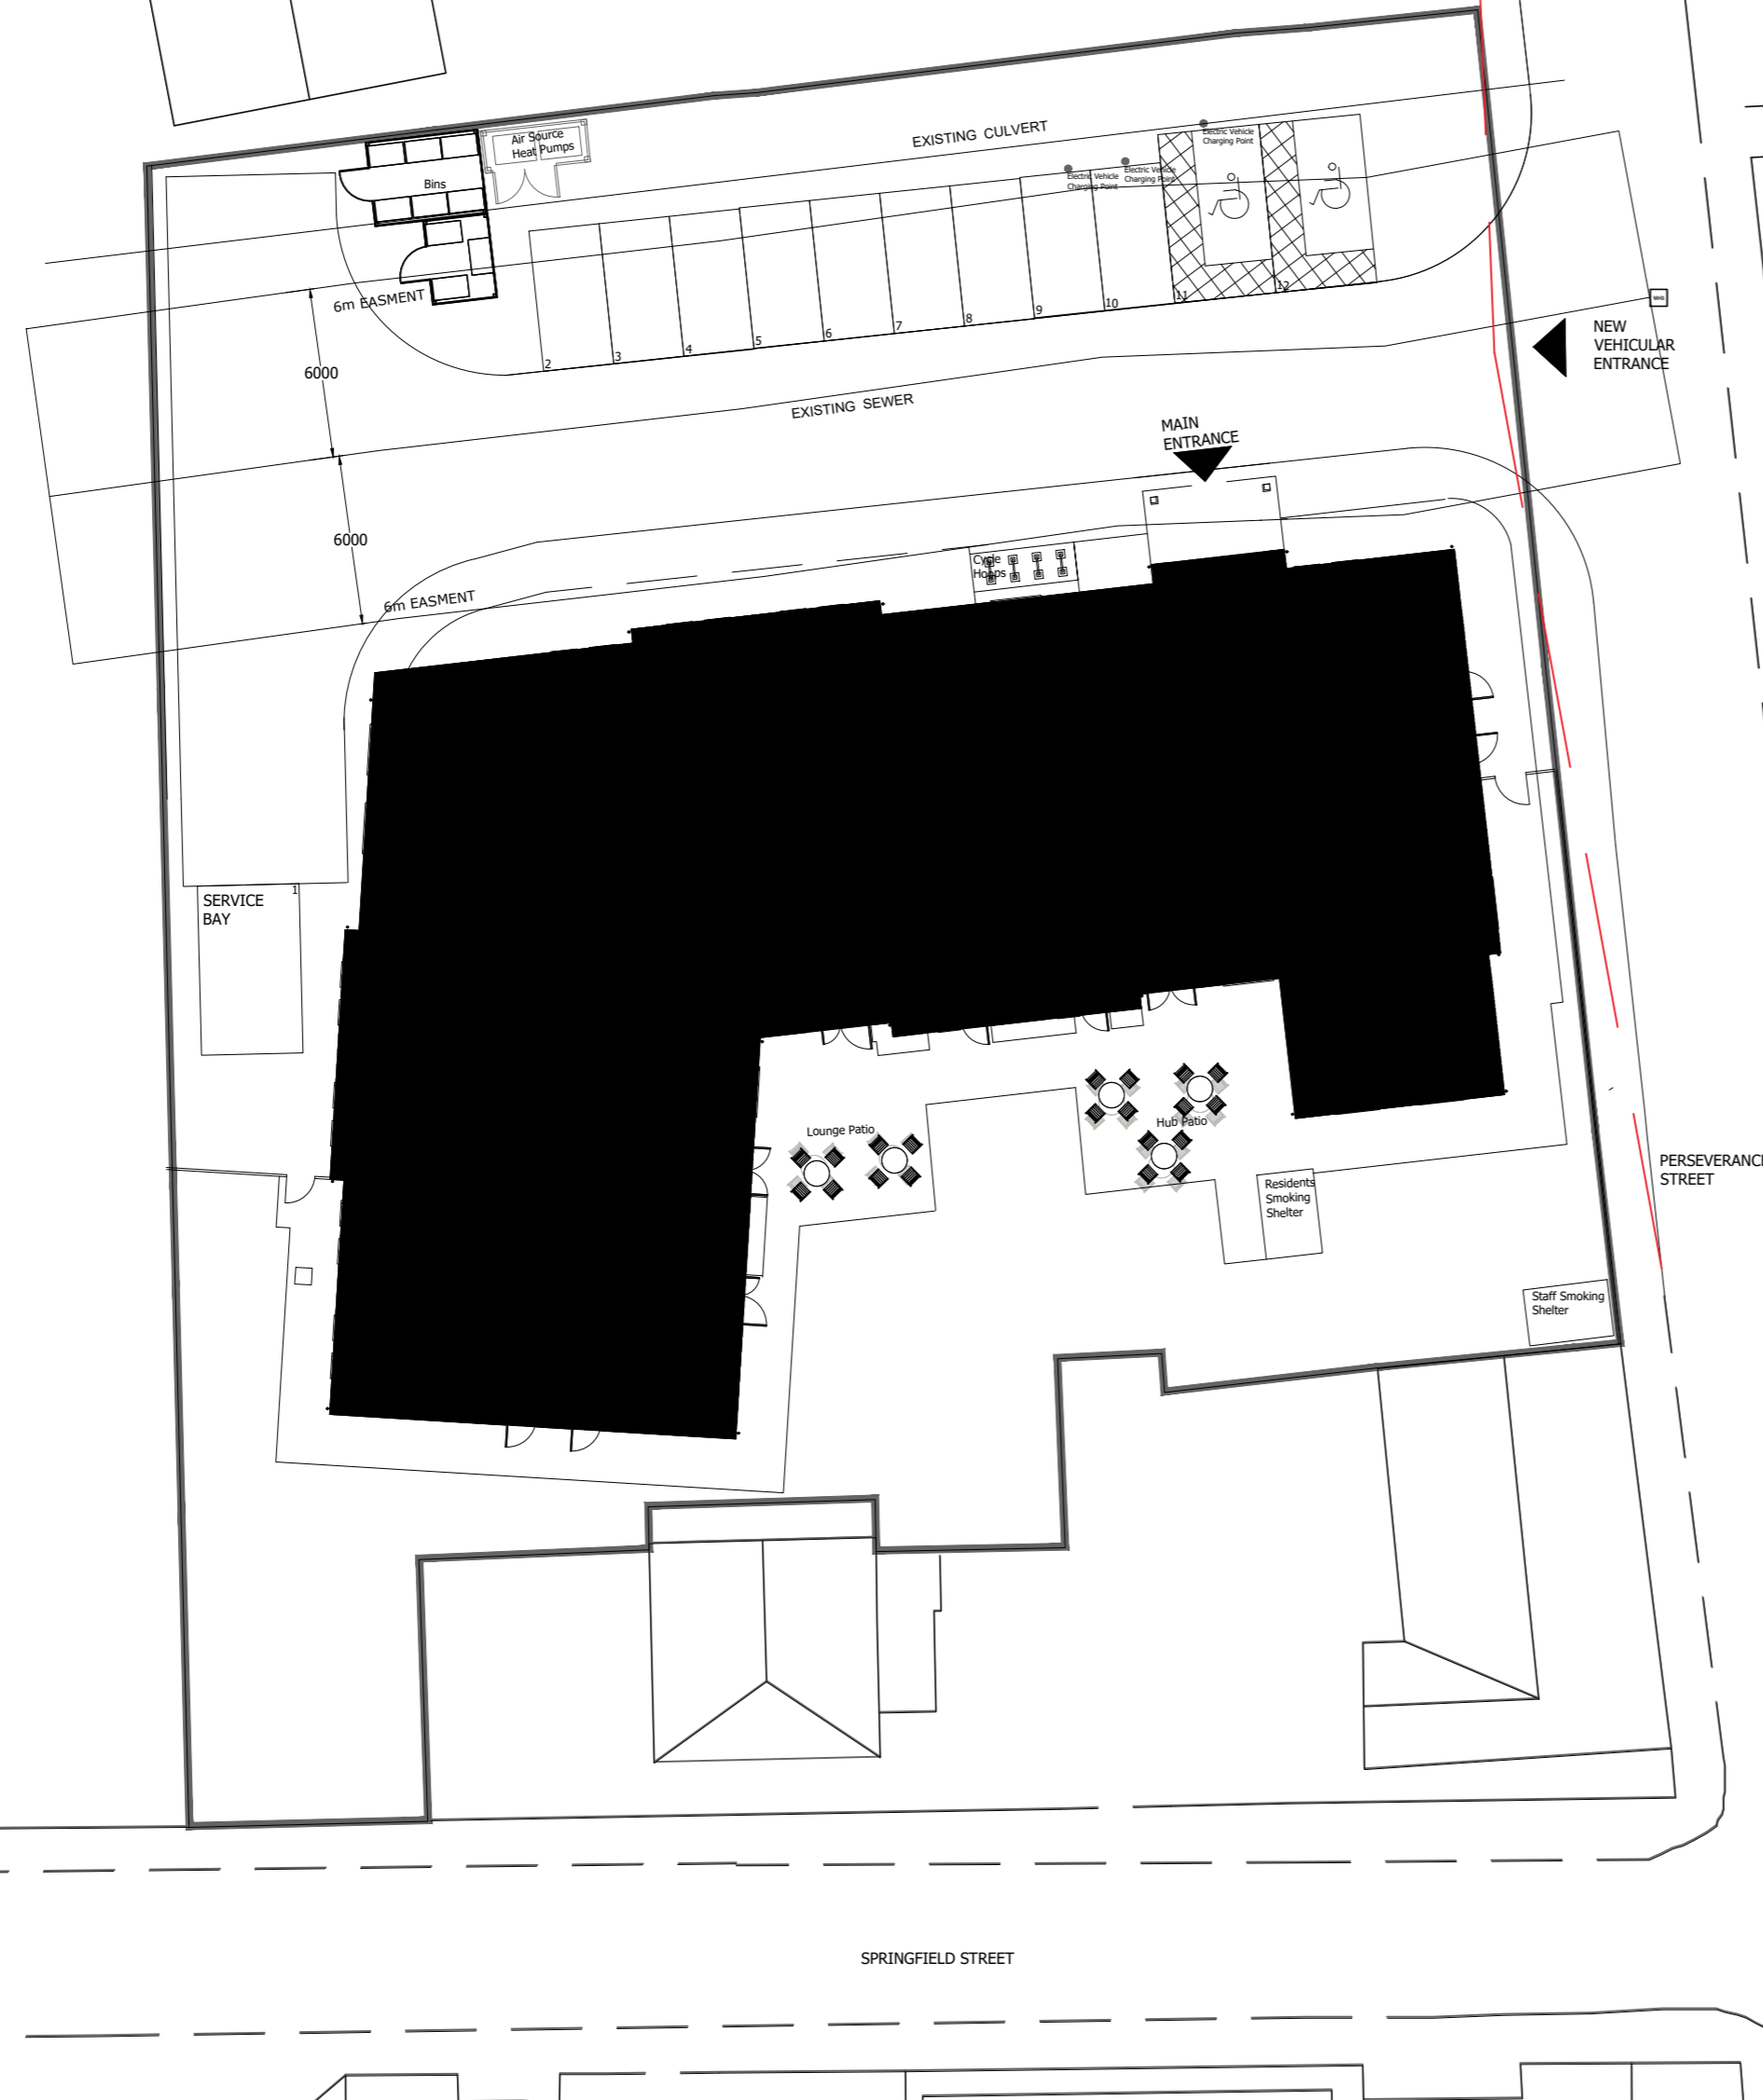 Air Source
Heat Pumps
Bins
EXISTING CULVERT
Electric Vehicle
Charging Point
Electric Vehicle
Charging Point
Electric Vehicle
Charging Point
6m EASMENT
6000
2
3
4
5
6
7
8
9
10
11
12
NEW
VEHICULAR
ENTRANCE
EXISTING SEWER
MAIN
ENTRANCE
6000
Cycle
Hoops
6m EASMENT
SERVICE
BAY
1
Lounge Patio
Hub Patio
Residents
Smoking
Shelter
PERSEVERANCE
STREET
Staff Smoking
Shelter
SPRINGFIELD STREET